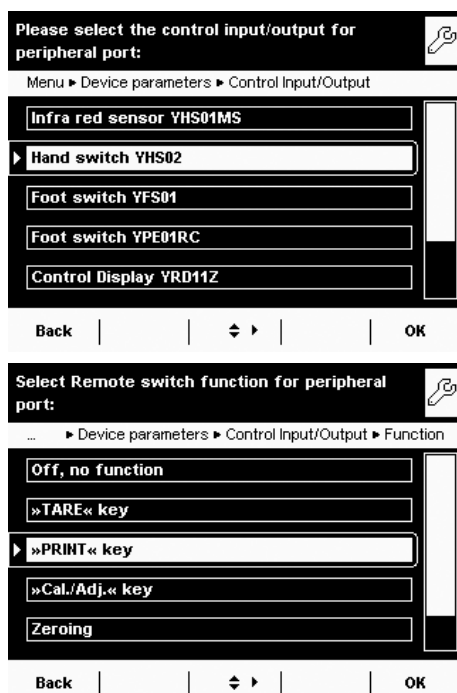 Please select the control input/output for
peripheral port:
Menu ▸ Device parameters ▸ Control Input/Output
Infra red sensor YHS01MS
Hand switch YHS02
Foot switch YFS01
Foot switch YPE01RC
Control Display YRD11Z
Back OK
Select Remote switch function for peripheral
port:
... ▸ Device parameters ▸ Control Input/Output ▸ Function
Off, no function
»TARE« key
»PRINT« key
»Cal./Adj.« key
Zeroing
Back OK